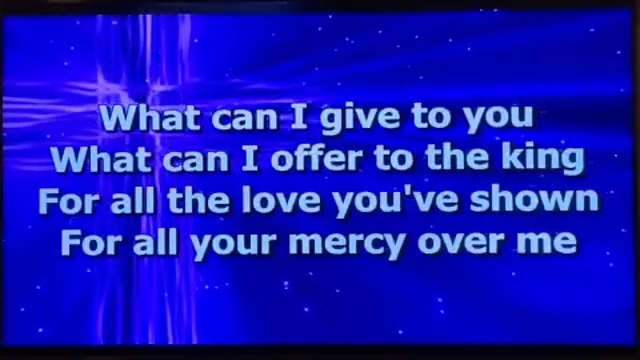 What can I give to you
What can I offer to the king
For all the love you've shown
For all your mercy over me